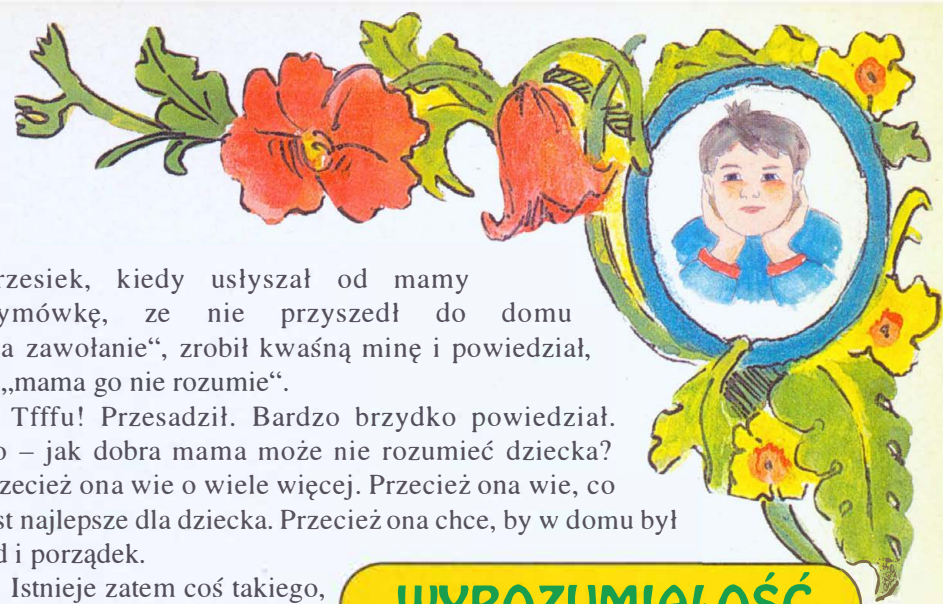 rzesiek, kiedy usłyszał od mamy
ymówkę, ze nie przyszedł do domu
a zawołanie“, zrobił kwaśną minę i powiedział,
„mama go nie rozumie“.
Tfffu! Przesadził. Bardzo brzydko powiedział.
o – jak dobra mama może nie rozumieć dziecka?
zecież ona wie o wiele więcej. Przecież ona wie, co
st najlepsze dla dziecka. Przecież ona chce, by w domu był
d i porządek.
Istnieje zatem coś takiego,
WYROZUMIAŁOŚĆ